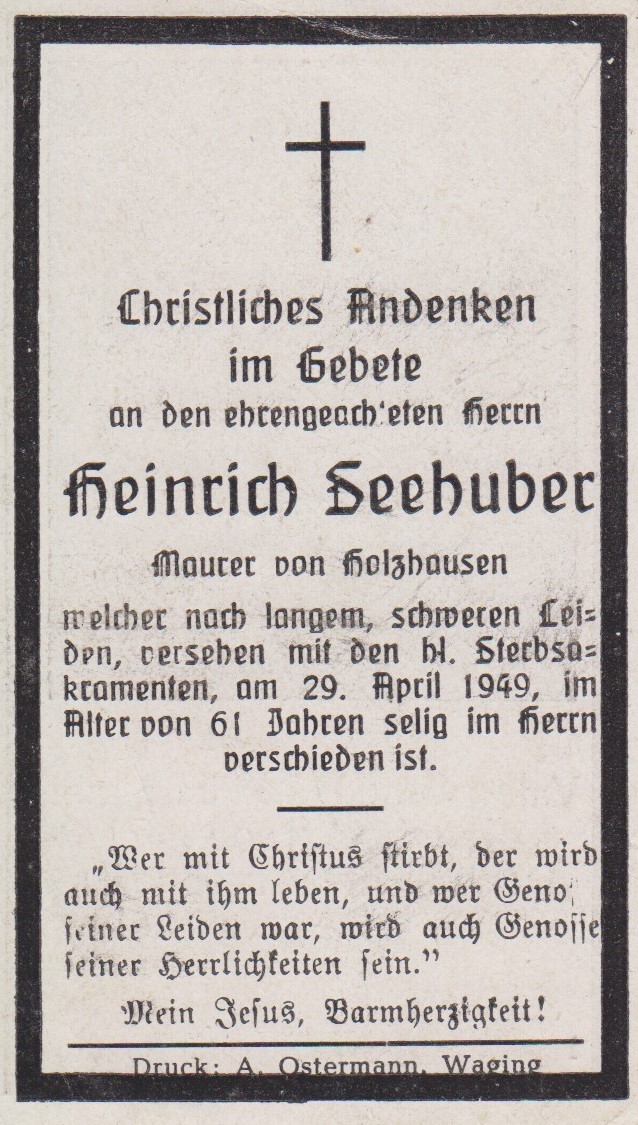 Christliches Andenken
im Gebete
an den ehrengeach'eten Herrn
Heinrich Seehuber
Maurer von Holzhausen
welcher nach langem, schweren Lei=
den, versehen mit den hl. Sterbsa=
kramenten, am 29. April 1949, im
Alter von 61 Jahren selig im Herrn
verschieden ist.
„Wer mit Christus stirbt, der wird
auch mit ihm leben, und wer Geno
seiner Leiden war, wird auch Genosse
seiner Herrlichkeiten sein.”
Mein Jesus, Barmherzigkeit!
Druck: A. Ostermann, Waging